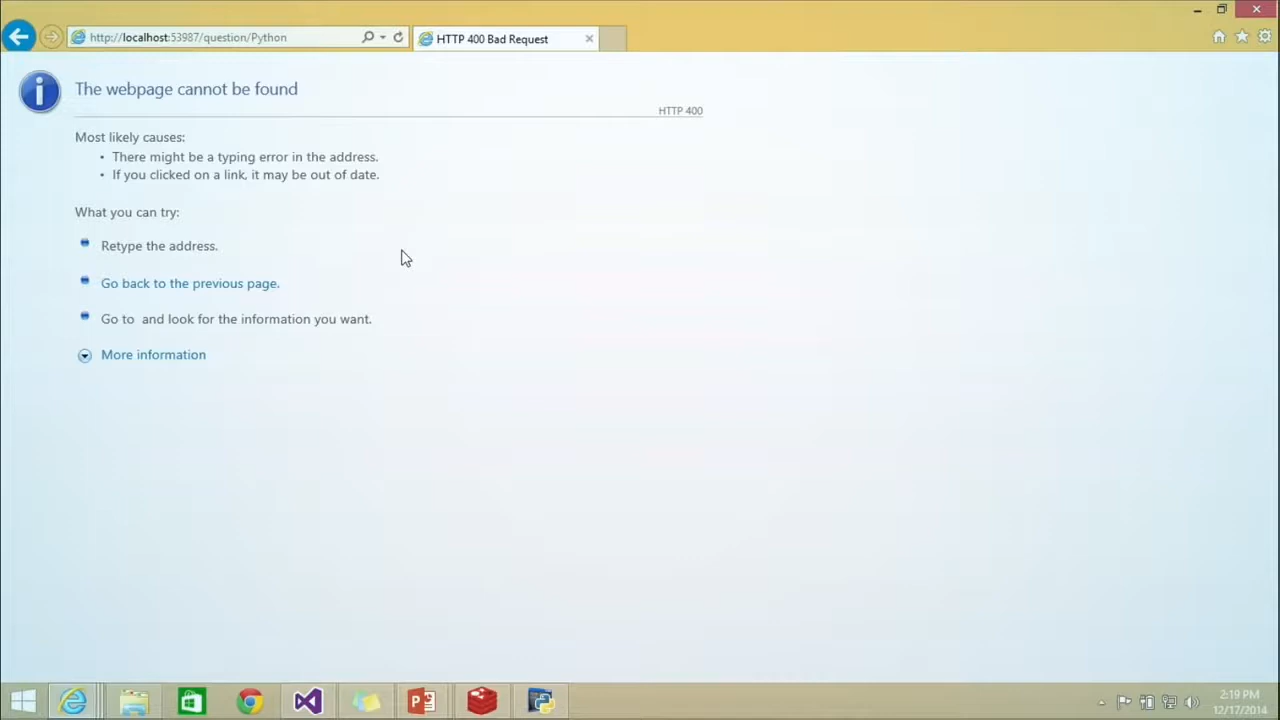 http://localhost:53987/question/Python
HTTP 400 Bad Request
The webpage cannot be found
HTTP 400
Most likely causes:
• There might be a typing error in the address.
• If you clicked on a link, it may be out of date.
What you can try:
Retype the address.
Go back to the previous page.
Go to  and look for the information you want.
More information
2:19 PM
12/17/2014